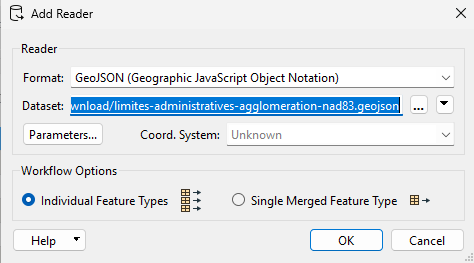 Add Reader
Reader
Format: GeoJSON (Geographic JavaScript Object Notation)
Dataset: wnload/limites-administratives-agglomeration-nad83.geojson ...
Parameters... Coord. System: Unknown
Workflow Options
Individual Feature Types Single Merged Feature Type
Help OK Cancel